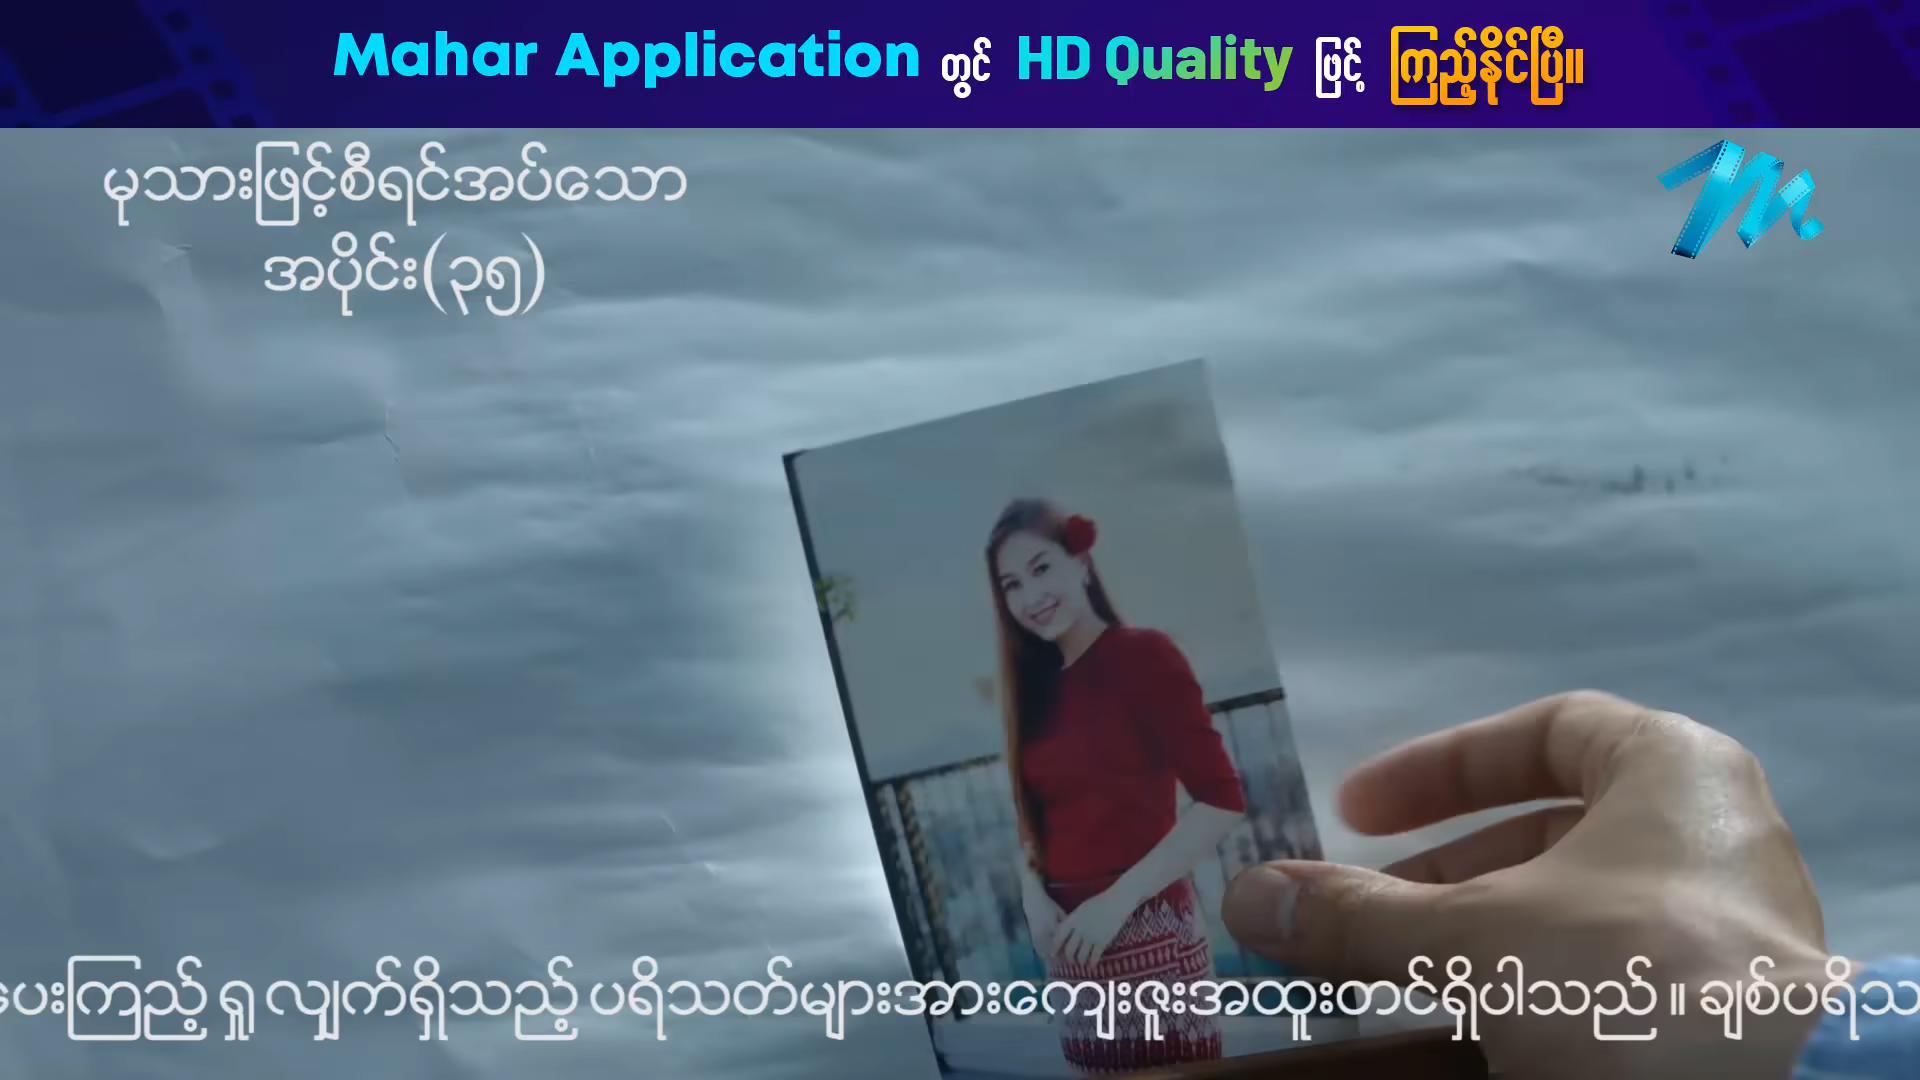 Mahar Application တွင် HD Quality ဖြင့် ကြည့်နိုင်ပြီ။
မုသားဖြင့်စီရင်အပ်သော
အပိုင်း(၃၅)
ပေးကြည့်ရှုလျှက်ရှိသည့် ပရိသတ်များအားကျေးဇူးအထူးတင်ရှိပါသည်။ ချစ်ပရိသ